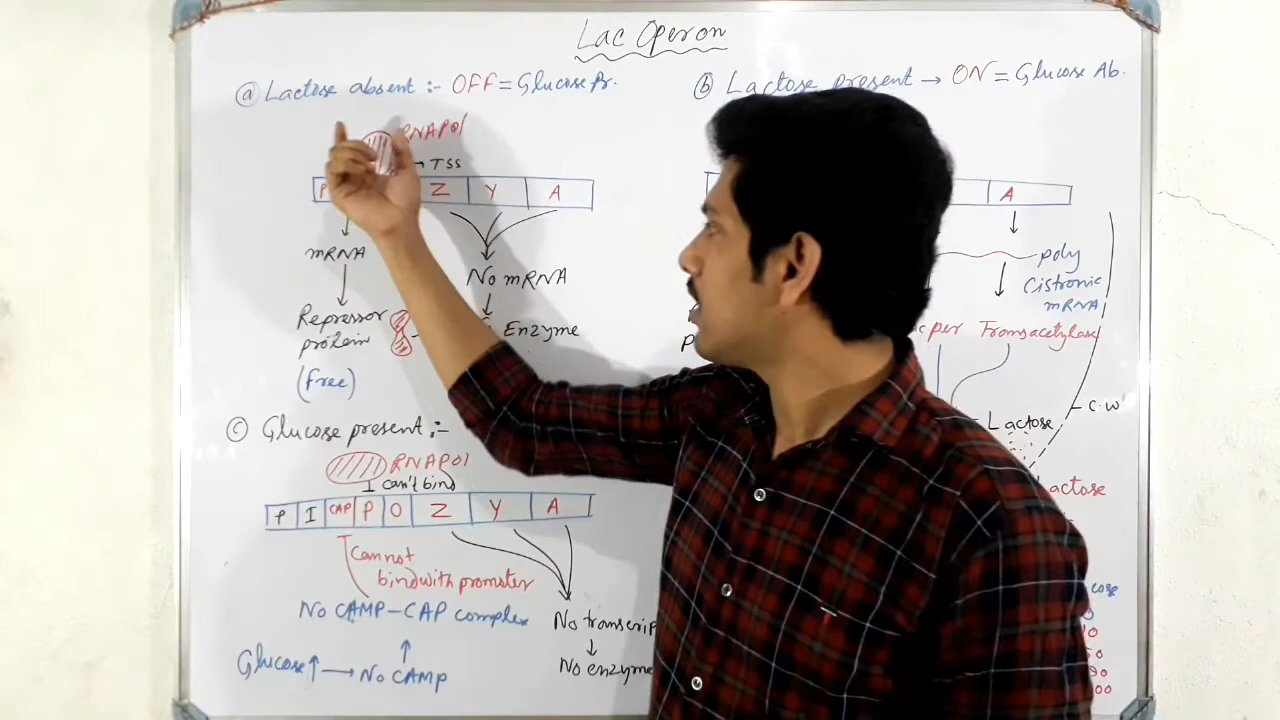 Lac Operon
(a) Lactose absent :- OFF = Glucose Pr.
RNAPol
→ TSS
P Z Y A
mRNA
No mRNA
Repressor
protein
Enzyme
(free)
(b) Lactose present → ON = Glucose Ab.
A
poly
Cistronic
mRNA
Transacetylase
Lactose
C.W
(c) Glucose present :-
RNAPol
can't bind
P I CAP P O Z Y A
Cannot
bind with promoter
No CAMP-CAP complex
No transcrip
Glucose↑ → No CAMP
No enzyme